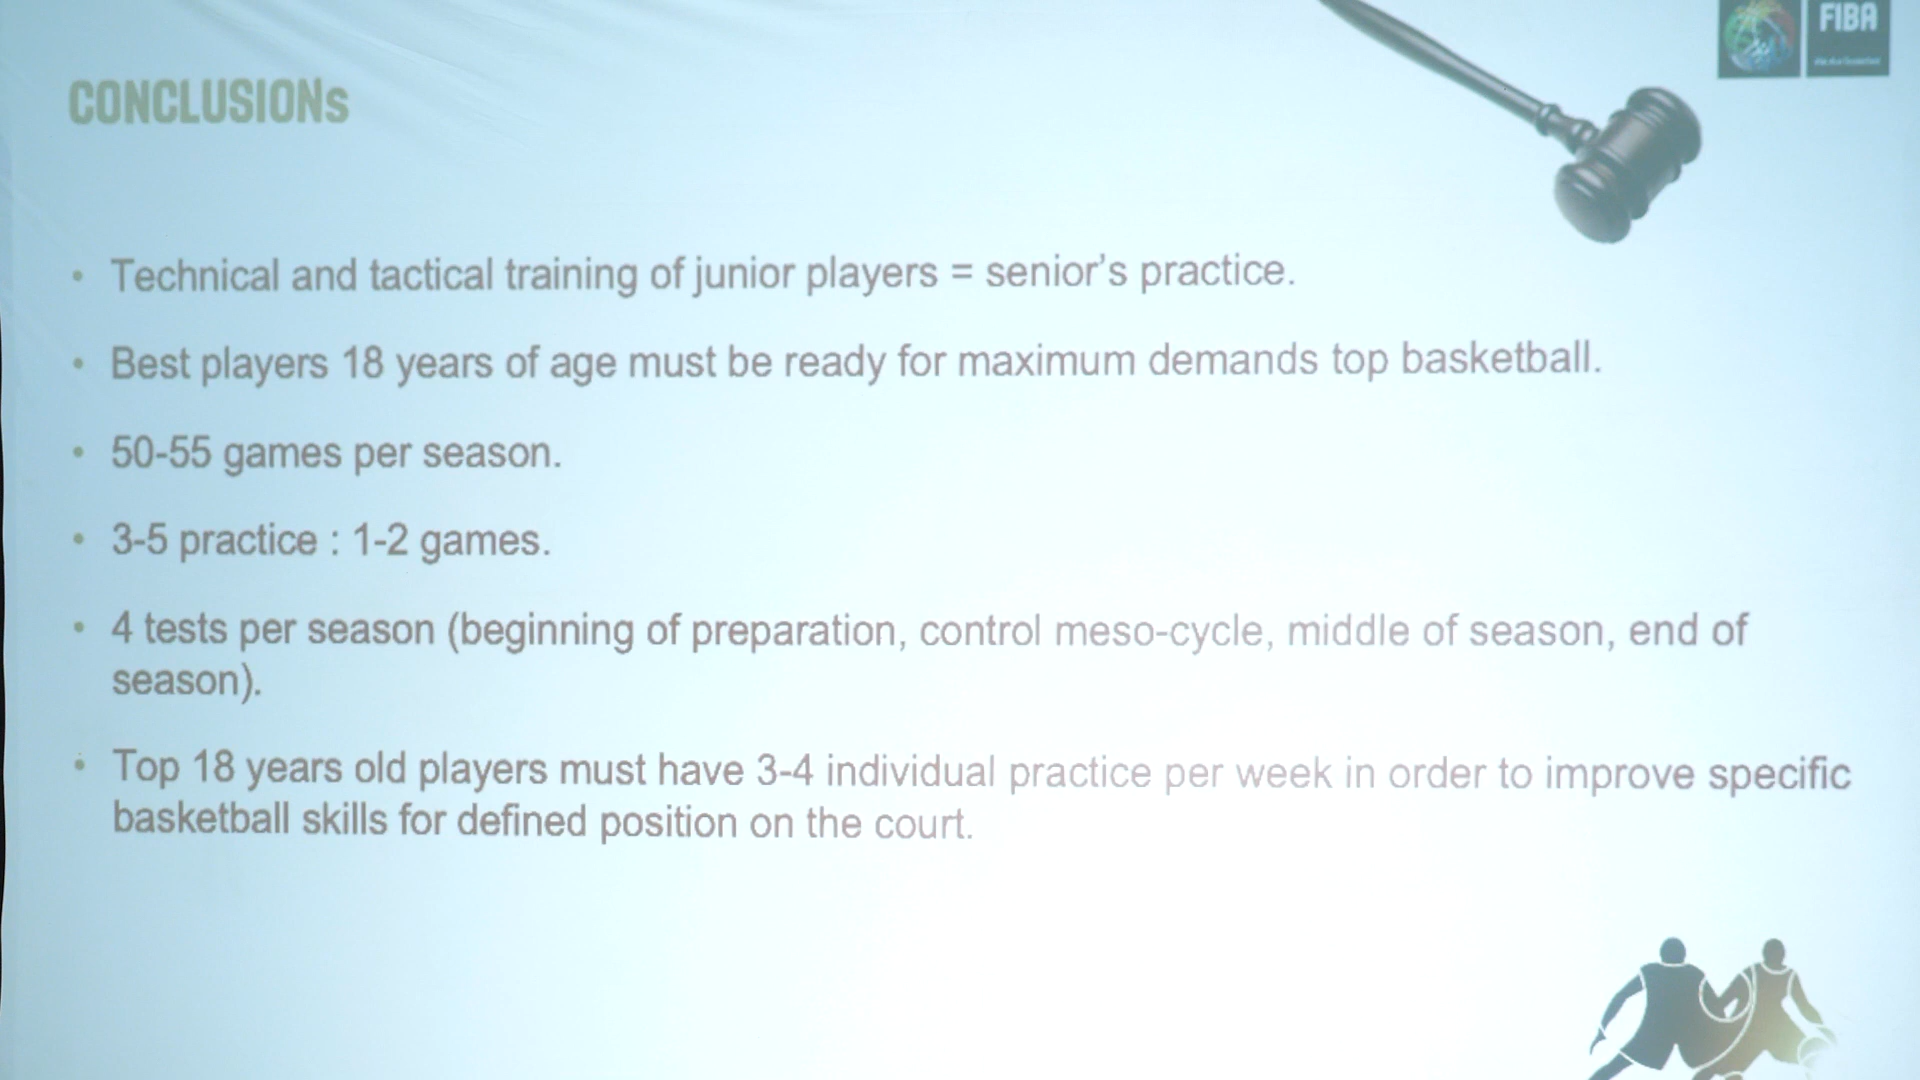 FIBA
CONCLUSIONs
• Technical and tactical training of junior players = senior's practice.
• Best players 18 years of age must be ready for maximum demands top basketball.
• 50-55 games per season.
• 3-5 practice : 1-2 games.
• 4 tests per season (beginning of preparation, control meso-cycle, middle of season, end of
season).
• Top 18 years old players must have 3-4 individual practice per week in order to improve specific
basketball skills for defined position on the court.